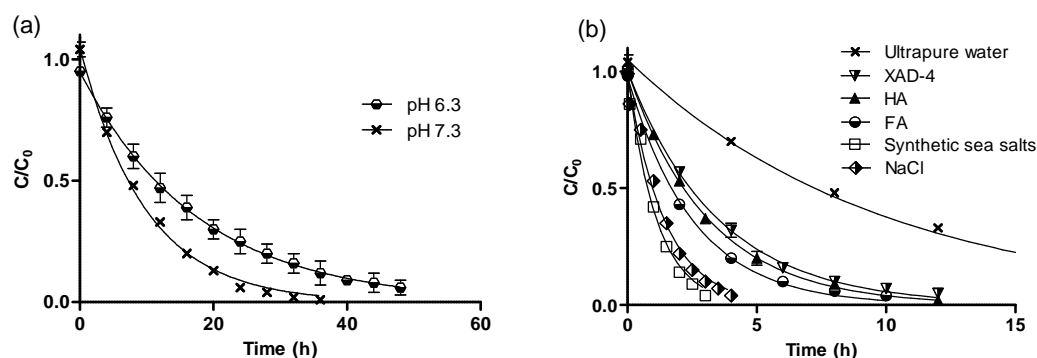 (a)
C/C0
1.0
0.5
0.0
0
20
40
60
Time (h)
pH 6.3
pH 7.3
(b)
C/C0
1.0
0.5
0.0
0
5
10
15
Time (h)
Ultrapure water
XAD-4
HA
FA
Synthetic sea salts
NaCl